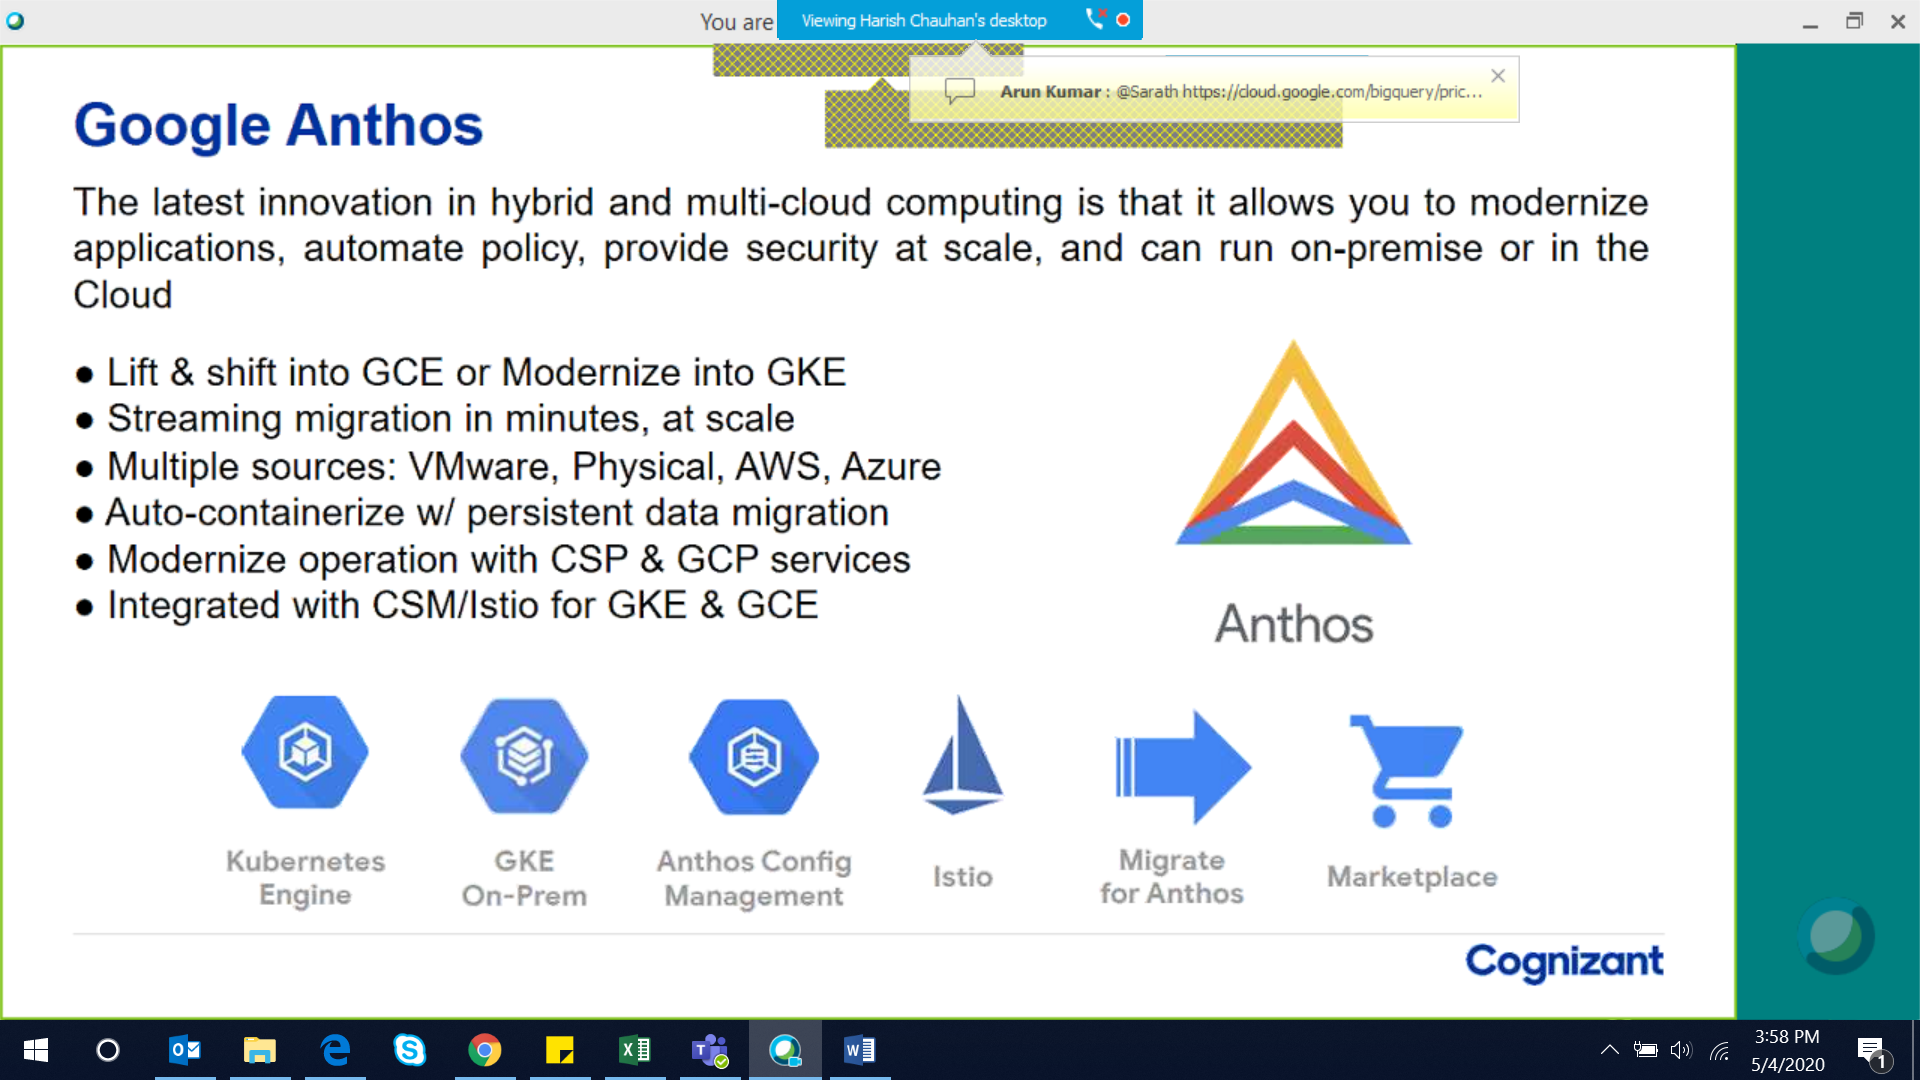 You are
Viewing Harish Chauhan's desktop
Arun Kumar : @Sarath https://cloud.google.com/bigquery/pric...
Google Anthos
The latest innovation in hybrid and multi-cloud computing is that it allows you to modernize
applications, automate policy, provide security at scale, and can run on-premise or in the
Cloud
● Lift & shift into GCE or Modernize into GKE
● Streaming migration in minutes, at scale
● Multiple sources: VMware, Physical, AWS, Azure
● Auto-containerize w/ persistent data migration
● Modernize operation with CSP & GCP services
● Integrated with CSM/Istio for GKE & GCE
Anthos
Kubernetes
Engine
GKE
On-Prem
Anthos Config
Management
Istio
Migrate
for Anthos
Marketplace
Cognizant
3:58 PM
5/4/2020
1